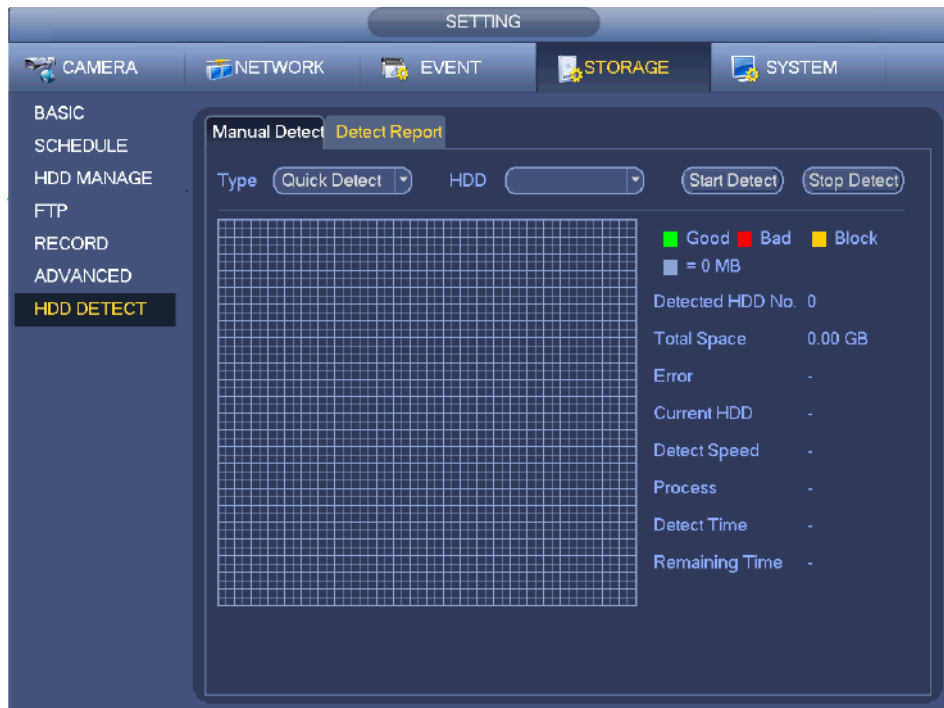 SETTING
CAMERA NETWORK EVENT STORAGE SYSTEM
BASIC
SCHEDULE
HDD MANAGE
FTP
RECORD
ADVANCED
HDD DETECT
Manual Detect Detect Report
Type Quick Detect HDD Start Detect Stop Detect
Good Bad Block
= 0 MB
Detected HDD No. 0
Total Space 0.00 GB
Error -
Current HDD -
Detect Speed -
Process -
Detect Time -
Remaining Time -